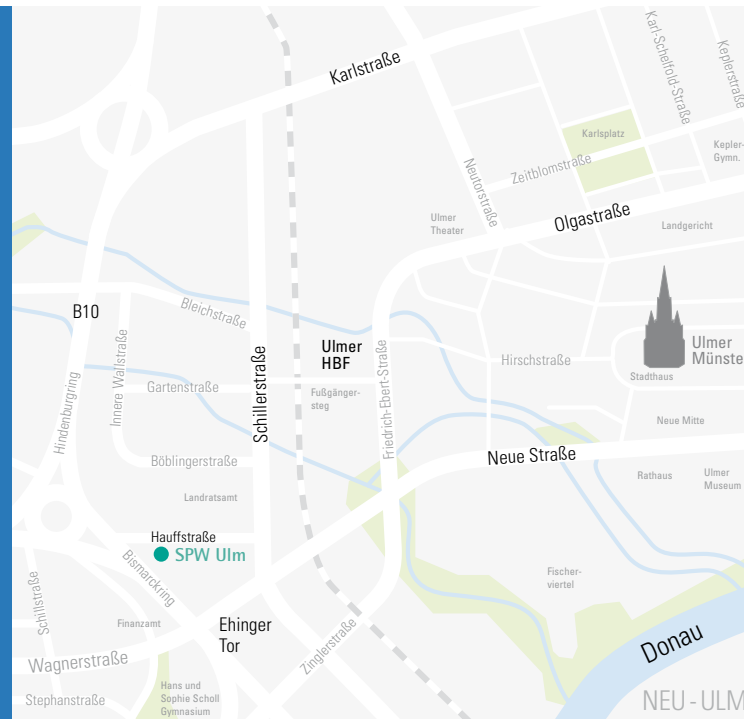 Karlstraße
Karl-Schelfold-Straße
Keplerstraße
Karlsplatz
Kepler-
Gymn.
Zeitblomstraße
Neutorstraße
Olgastraße
Ulmer
Theater
Landgericht
B10
Bleichstraße
Ulmer
HBF
Ulmer
Münste
Stadthaus
Hirschstraße
Innere Wallstraße
Schillerstraße
Friedrich-Ebert-Straße
Gartenstraße
Fußgänger-
steg
Hindenburgring
Neue Mitte
Böblingerstraße
Neue Straße
Rathaus
Ulmer
Museum
Landratsamt
Hauffstraße
SPW Ulm
Bismarckring
Schillstraße
Fischer-
viertel
Finanzamt
Ehinger
Tor
Zinglerstraße
Donau
Wagnerstraße
Stephanstraße
Hans und
Sophie Scholl
Gymnasium
NEU - ULM